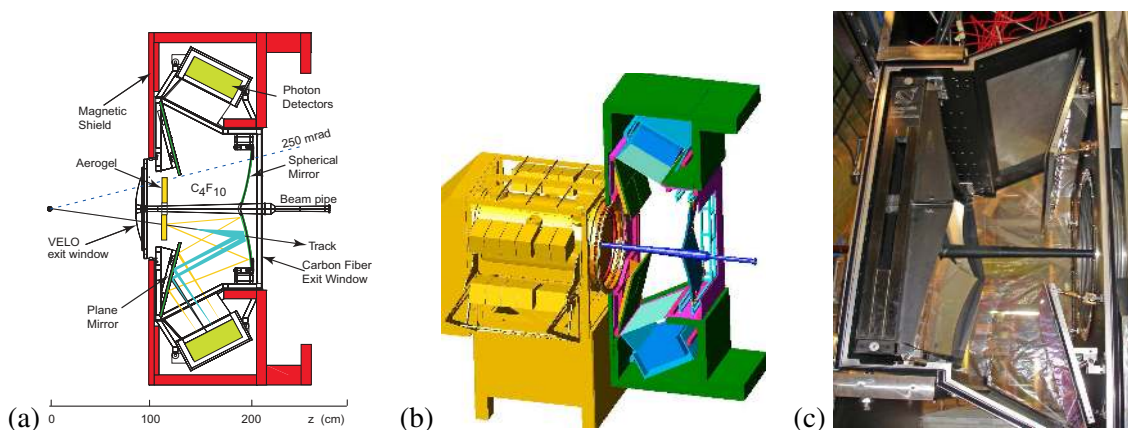 Photon
Detectors
Magnetic
Shield
250 mrad
Aerogel
Spherical
Mirror
C4F10
Beam pipe
VELO
exit window
Track
Carbon Fiber
Exit Window
Plane
Mirror
0 100 200 z (cm)
(a)
(b)
(c)